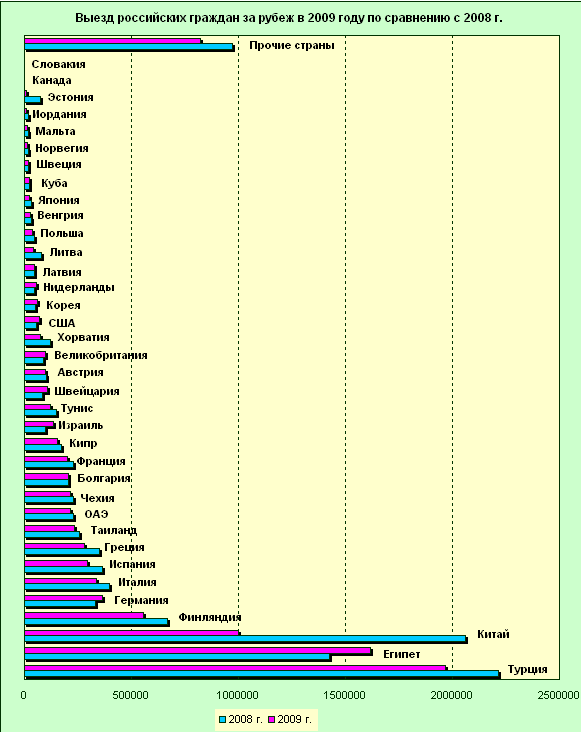 Выезд российских граждан за рубеж в 2009 году по сравнению с 2008 г.
Прочие страны
Словакия
Канада
Эстония
Иордания
Мальта
Норвегия
Швеция
Куба
Япония
Венгрия
Польша
Литва
Латвия
Нидерланды
Корея
США
Хорватия
Великобритания
Австрия
Швейцария
Тунис
Израиль
Кипр
Франция
Болгария
Чехия
ОАЭ
Таиланд
Греция
Испания
Италия
Германия
Финляндия
Китай
Египет
Турция
0 500000 1000000 1500000 2000000 2500000
2008 г. 2009 г.